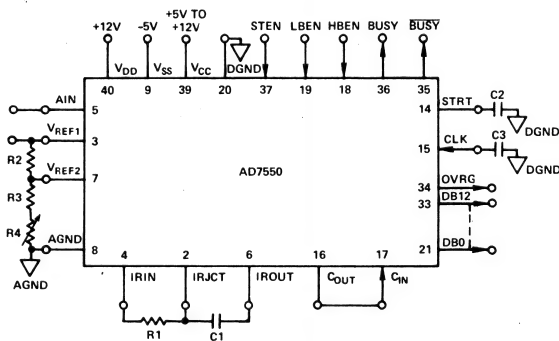 +5V TO
+12V -5V +12V STEN LBEN HBEN BUSY BUSY
DGND
VDD VSS VCC
40 9 39 20 37 19 18 36 35
AIN 5
VREF1 3
R2
VREF2 7
R3
R4
AGND 8
AGND
AD7550
14 STRT C2
DGND
15 CLK C3
DGND
34 OVRG
33 DB12
21 DB0
4 2 6 16 17
IRIN IRJCT IROUT COUT CIN
R1 C1